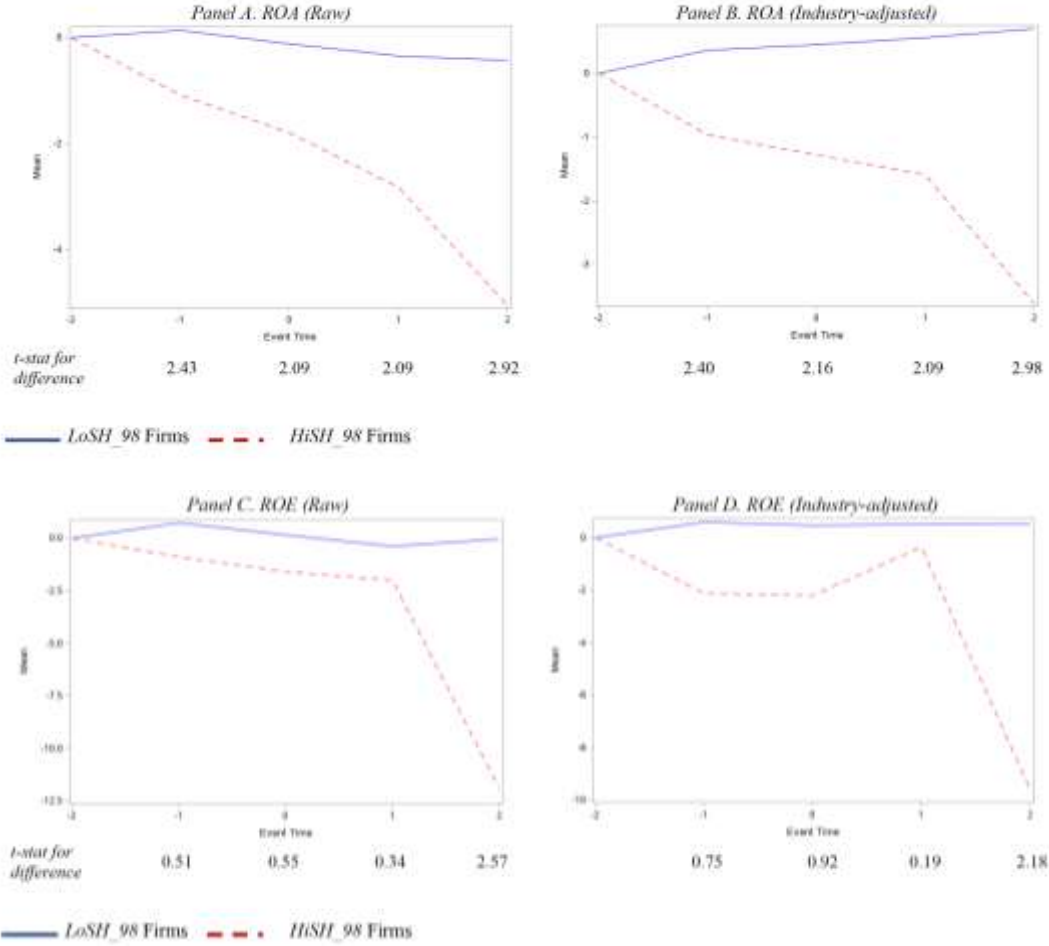 Panel A. ROA (Raw)
Panel B. ROA (Industry-adjusted)
0
-2
-4
Mean
-2 -1 0 1 2
Event Time
0
-1
-2
-3
Mean
-2 -1 0 1 2
Event Time
t-stat for
difference
2.43 2.09 2.09 2.92
2.40 2.16 2.09 2.98
LoSH_98 Firms HiSH_98 Firms
Panel C. ROE (Raw)
Panel D. ROE (Industry-adjusted)
0.0
-2.5
-5.0
-7.5
-10.0
-12.5
Mean
-2 -1 0 1 2
Event Time
0
-2
-4
-6
-8
-10
Mean
-2 -1 0 1 2
Event Time
t-stat for
difference
0.51 0.55 0.34 2.57
0.75 0.92 0.19 2.18
LoSH_98 Firms HiSH_98 Firms